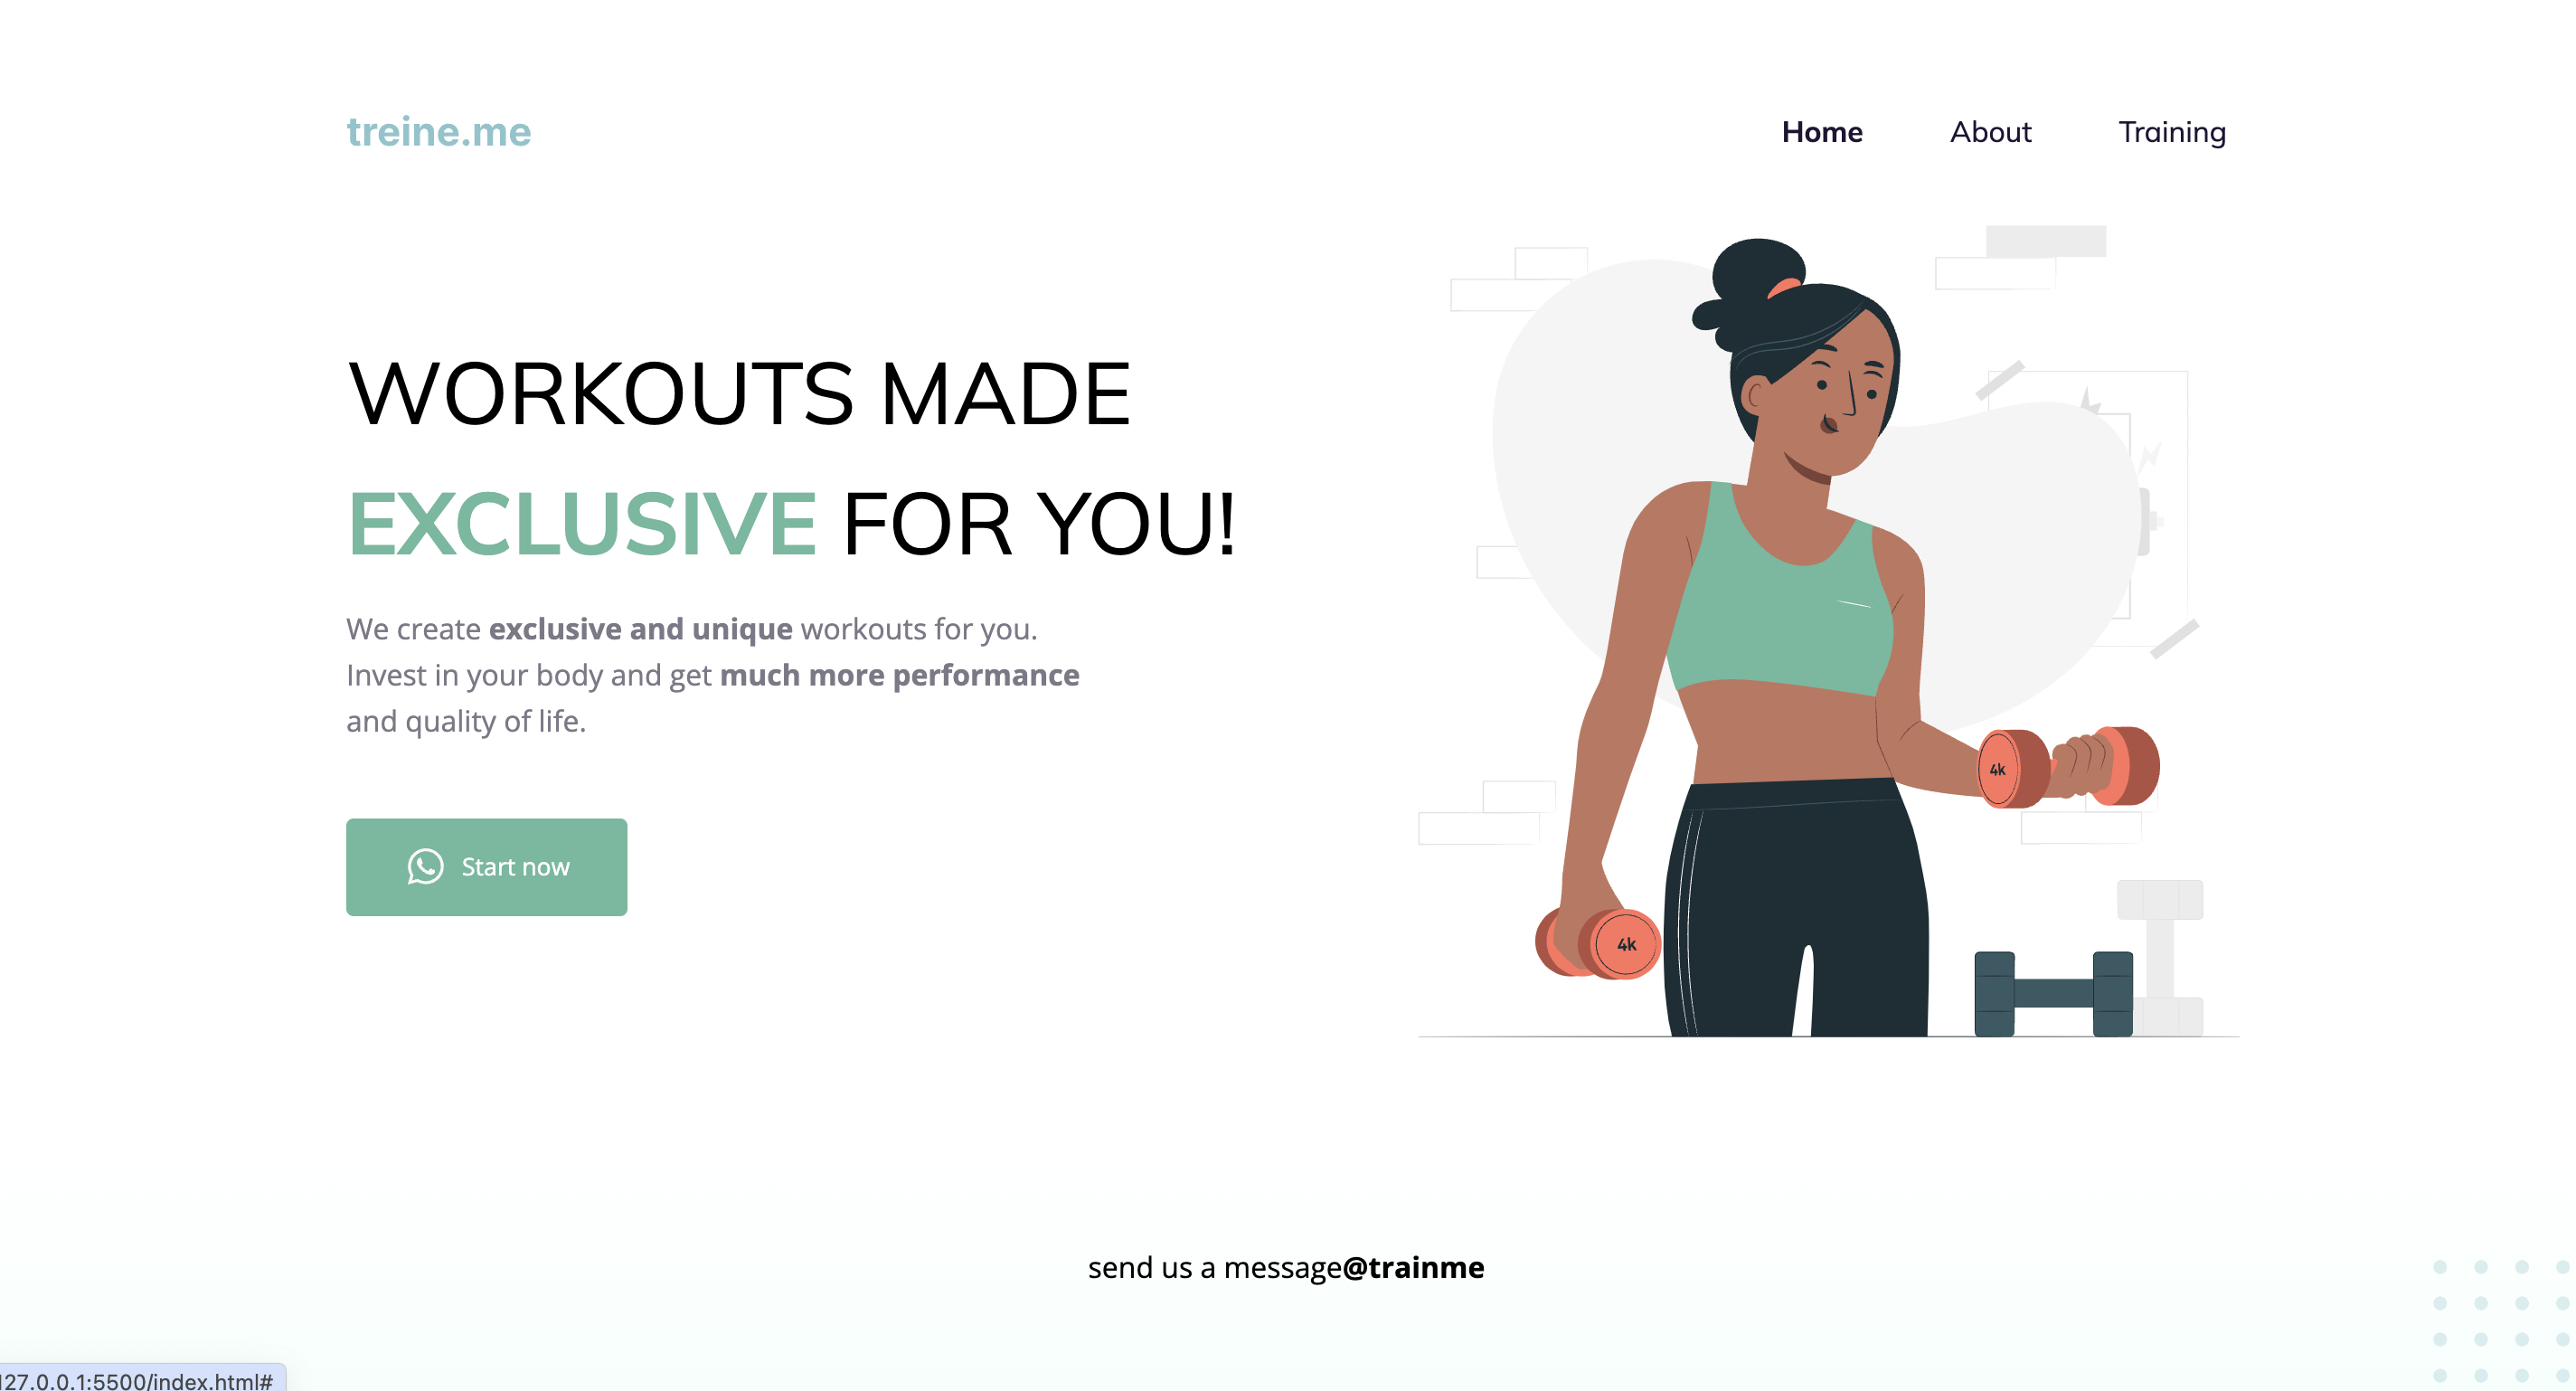 treine.me
Home About Training
WORKOUTS MADE
EXCLUSIVE FOR YOU!
We create exclusive and unique workouts for you.
Invest in your body and get much more performance
and quality of life.
Start now
4k
4k
send us a message@trainme
127.0.0.1:5500/index.html#